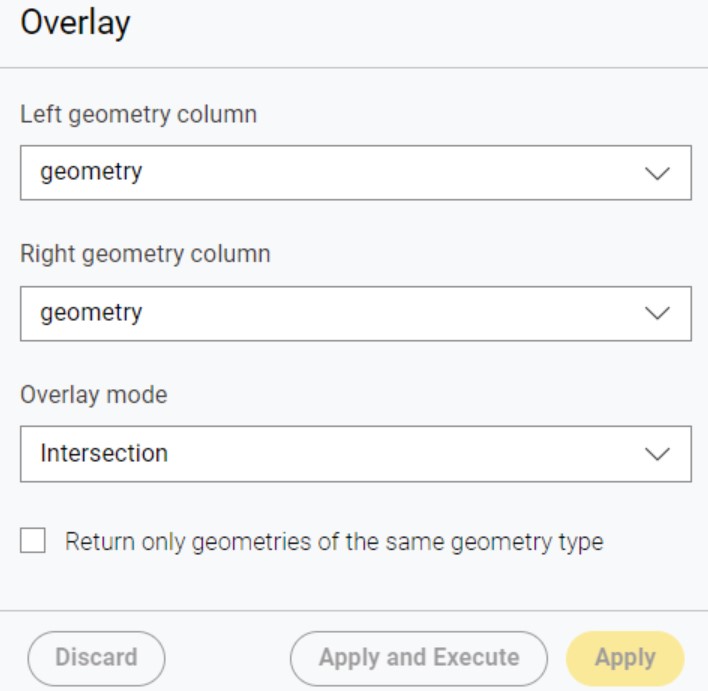 Overlay
Left geometry column
geometry
Right geometry column
geometry
Overlay mode
Intersection
Return only geometries of the same geometry type
Discard Apply and Execute Apply